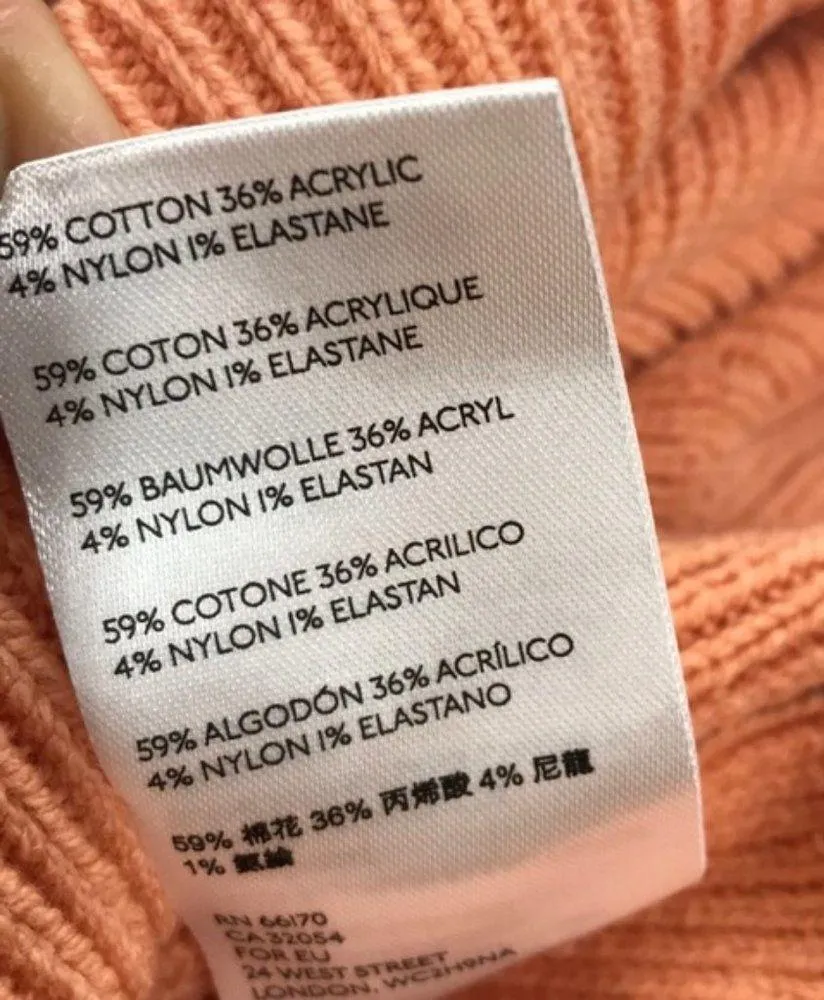 59% COTTON 36% ACRYLIC
4% NYLON 1% ELASTANE
59% COTON 36% ACRYLIQUE
4% NYLON 1% ELASTANE
59% BAUMWOLLE 36% ACRYL
4% NYLON 1% ELASTAN
59% COTONE 36% ACRILICO
4% NYLON 1% ELASTAN
59% ALGODÓN 36% ACRÍLICO
4% NYLON 1% ELASTANO
59% 棉花 36% 丙烯酸 4% 尼龍
1%
RN 66170
CA 32054
FOR EU
24 WEST STREET
LONDON, WC2H9NA